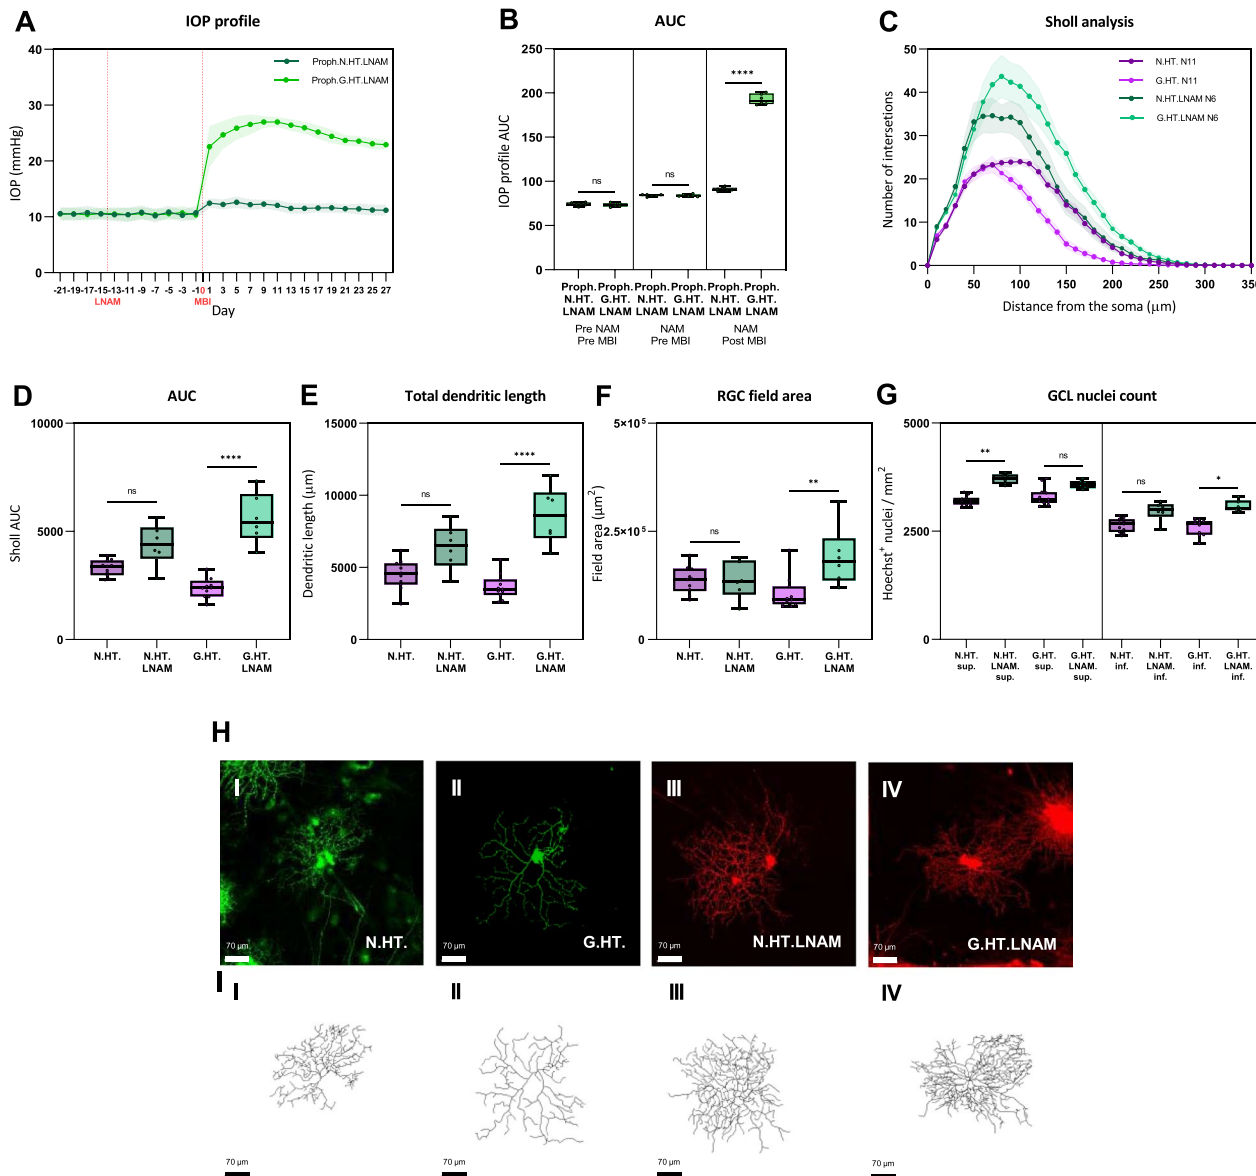 A
IOP profile
IOP (mmHg)
40
30
20
10
0
Proph.N.HT.LNAM
Proph.G.HT.LNAM
-21 -19 -17 -15 -13 -11 -9 -7 -5 -3 -1 0 1 3 5 7 9 11 13 15 17 19 21 23 25 27
LNAM
MBI
Day
B
AUC
IOP profile AUC
250
200
150
100
50
0
ns
ns
****
Proph. Proph. Proph. Proph. Proph. Proph.
N.HT. G.HT. N.HT. G.HT. N.HT. G.HT.
LNAM LNAM LNAM LNAM LNAM LNAM
Pre NAM NAM NAM
Pre MBI Pre MBI Post MBI
C
Sholl analysis
Number of intersetions
50
40
30
20
10
0
N.HT. N11
G.HT. N11
N.HT.LNAM N6
G.HT.LNAM N6
0 50 100 150 200 250 300 350
Distance from the soma (μm)
D
AUC
Sholl AUC
10000
5000
0
ns
****
N.HT. N.HT. G.HT. G.HT.
LNAM LNAM
E
Total dendritic length
Dendritic length (μm)
15000
10000
5000
0
ns
****
N.HT. N.HT. G.HT. G.HT.
LNAM LNAM
F
RGC field area
Field area (μm²)
5×10⁵
2.5×10⁵
0
ns
**
N.HT. N.HT. G.HT. G.HT.
LNAM LNAM
G
GCL nuclei count
Hoechst⁺ nuclei / mm²
5000
2500
0
**
ns
ns
*
N.HT. N.HT. G.HT. G.HT. N.HT. N.HT. G.HT. G.HT.
sup. LNAM. sup. LNAM. inf. LNAM. inf. LNAM.
sup. sup. inf. inf.
H
I
70 μm
N.HT.
II
70 μm
G.HT.
III
70 μm
N.HT.LNAM
IV
70 μm
G.HT.LNAM
I
I
70 μm
II
70 μm
III
70 μm
IV
70 μm